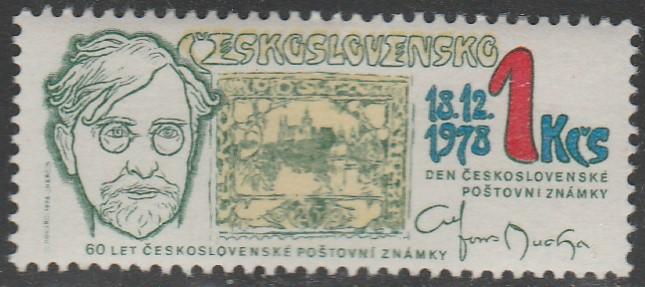 ČESKOSLOVENSKO
18.12.
1978
1 Kčs
DEN ČESKOSLOVENSKÉ
POŠTOVNÍ ZNÁMKY
Alfons Mucha
60 LET ČESKOSLOVENSKÉ POŠTOVNÍ ZNÁMKY